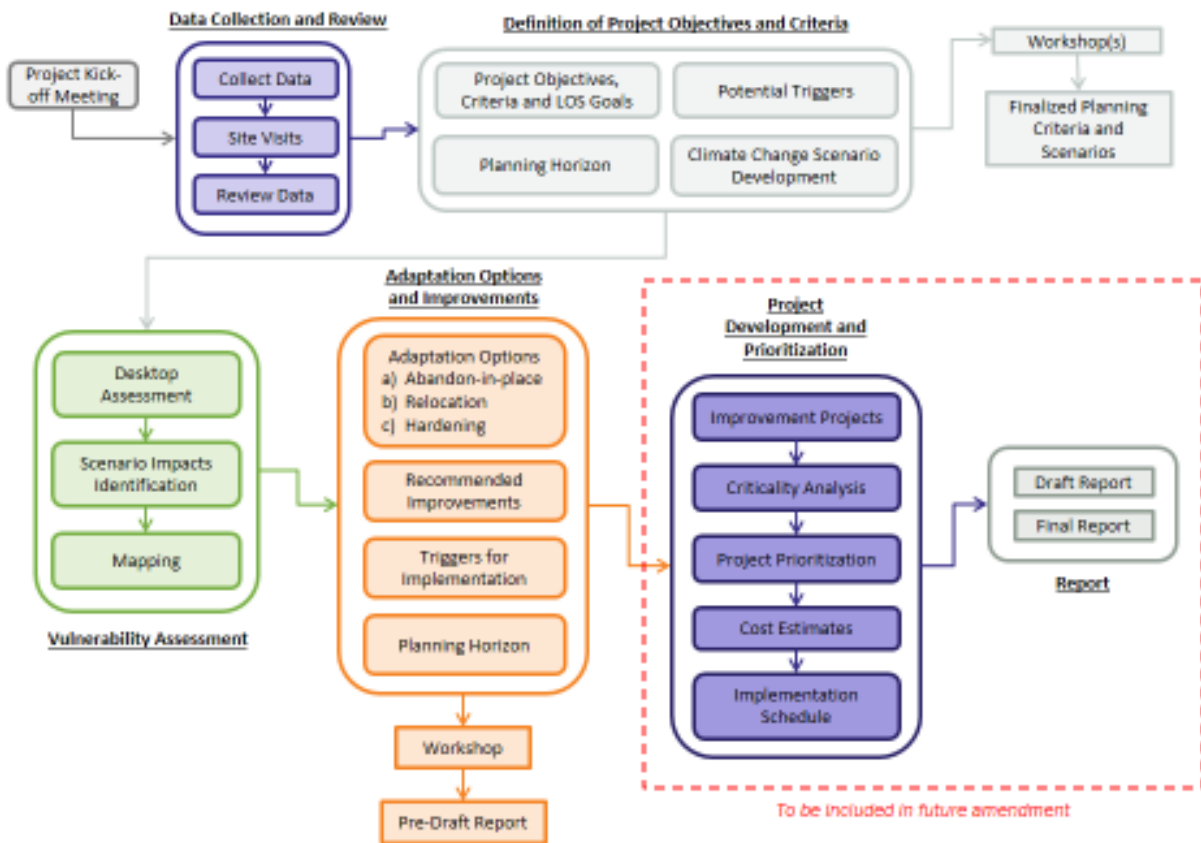 Data Collection and Review
Definition of Project Objectives and Criteria
Project Kick-
off Meeting
Collect Data
Site Visits
Review Data
Project Objectives,
Criteria and LOS Goals
Potential Triggers
Planning Horizon
Climate Change Scenario
Development
Workshop(s)
Finalized Planning
Criteria and
Scenarios
Desktop
Assessment
Scenario Impacts
Identification
Mapping
Vulnerability Assessment
Adaptation Options
and Improvements
Adaptation Options
a) Abandon-in-place
b) Relocation
c) Hardening
Recommended
Improvements
Triggers for
Implementation
Planning Horizon
Workshop
Pre-Draft Report
Project
Development and
Prioritization
Improvement Projects
Criticality Analysis
Project Prioritization
Cost Estimates
Implementation
Schedule
Draft Report
Final Report
Report
To be included in future amendment